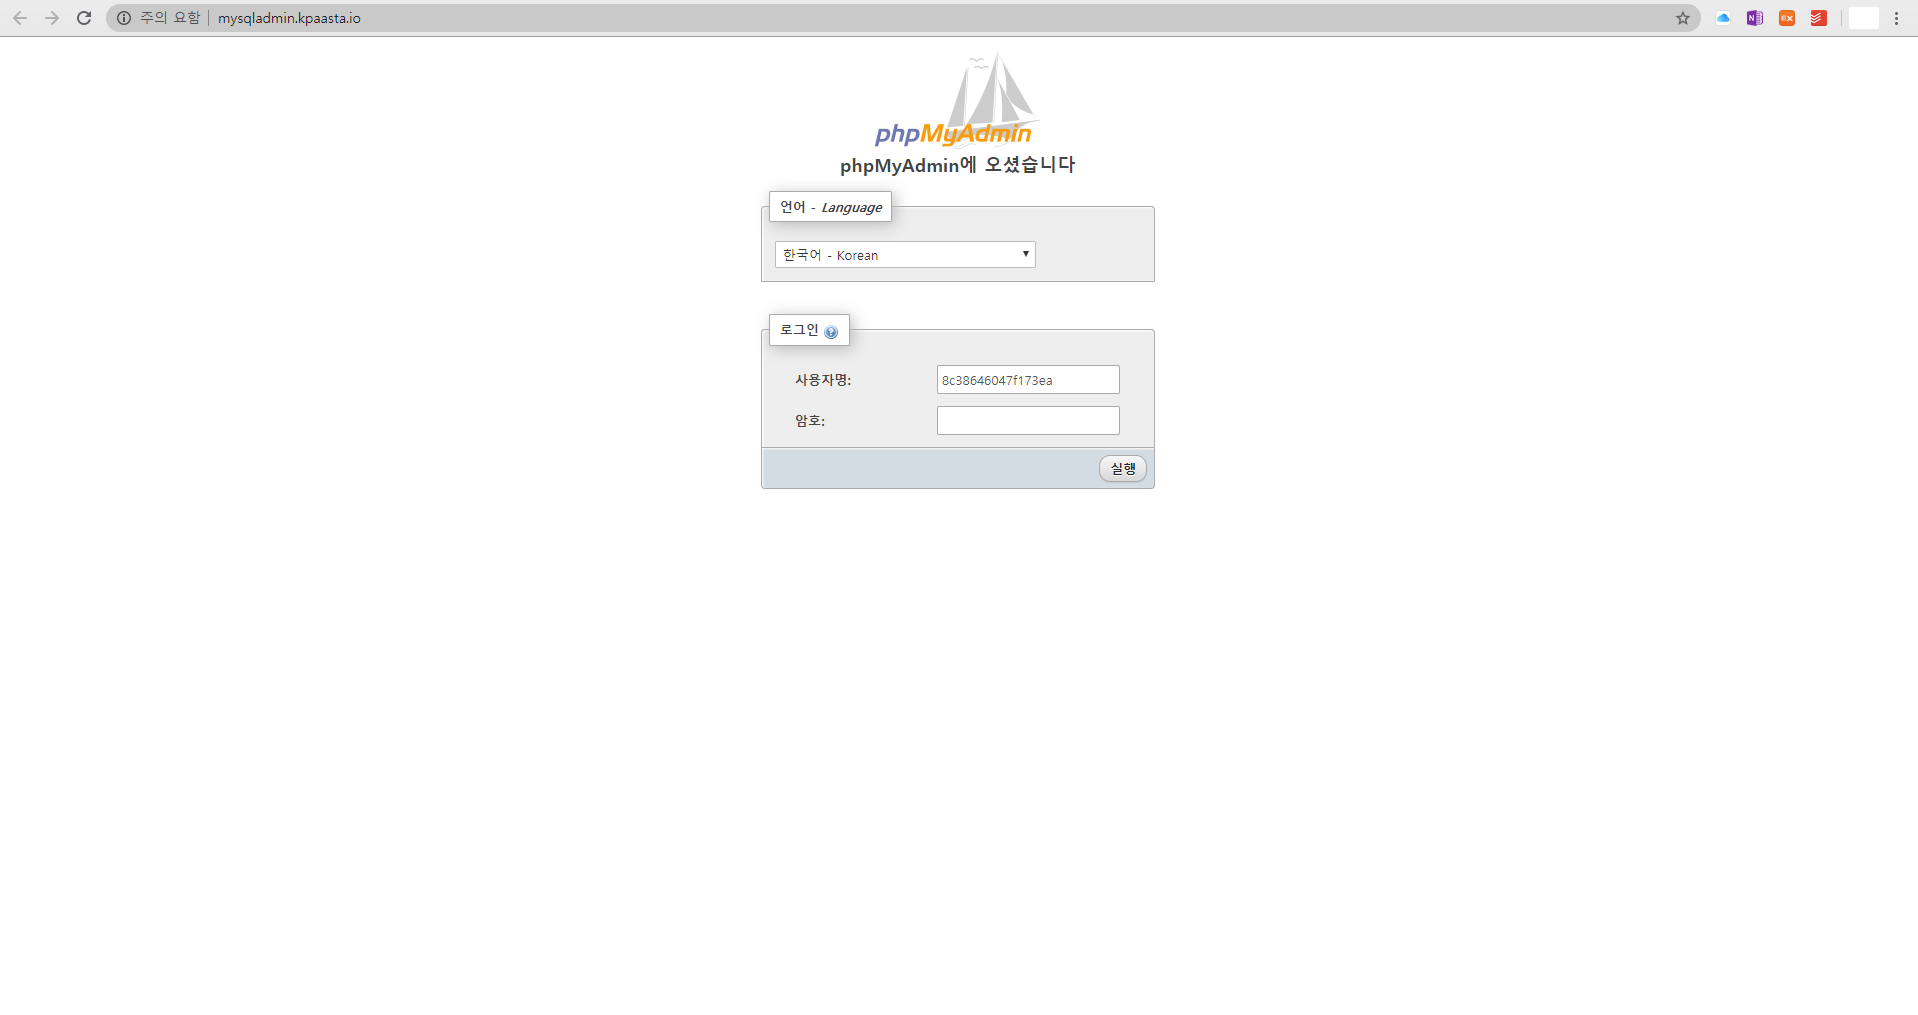 주의 요함 mysqladmin.kpaasta.io
phpMyAdmin
phpMyAdmin에 오셨습니다
언어 - Language
한국어 - Korean
로그인
사용자명: 8c38646047f173ea
암호:
실행